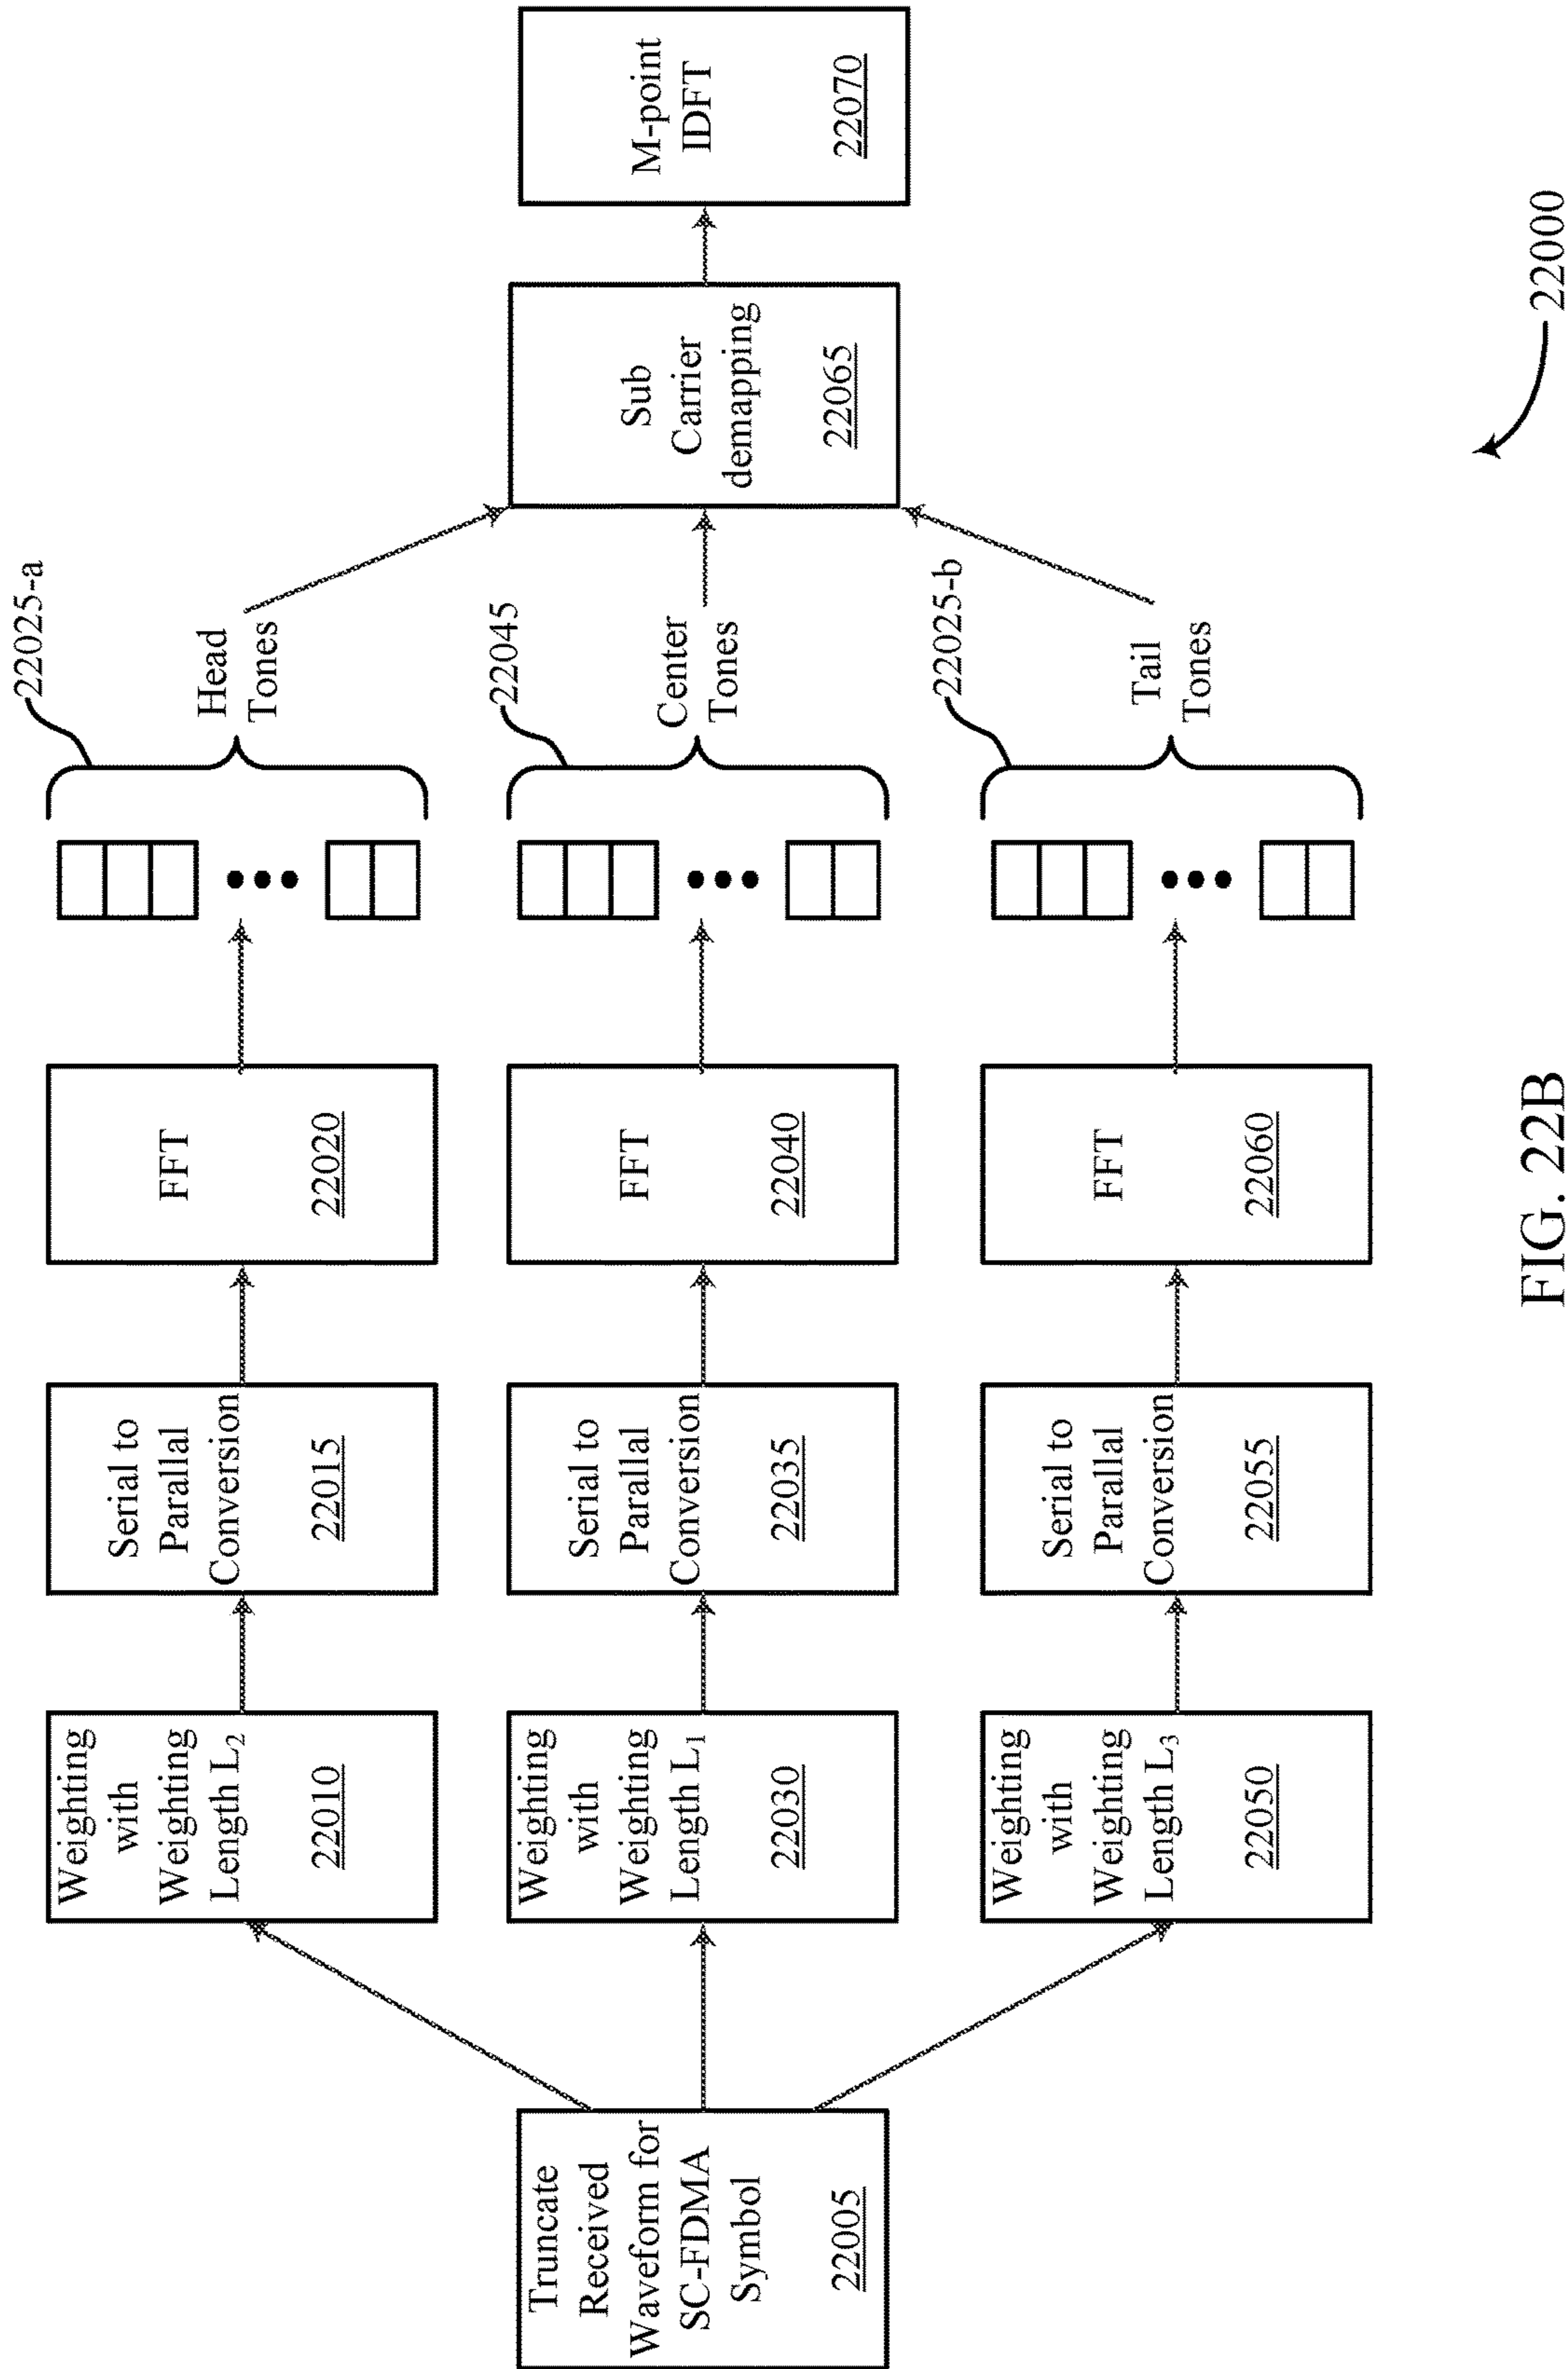 Truncate
Received
Waveform for
SC-FDMA
Symbol
22005
Weighting
with
Weighting
Length L₂
22010
Serial to
Parallal
Conversion
22015
FFT
22020
22025-a
Head
Tones
Weighting
with
Weighting
Length L₁
22030
Serial to
Parallal
Conversion
22035
FFT
22040
22045
Center
Tones
Weighting
with
Weighting
Length L₃
22050
Serial to
Parallal
Conversion
22055
FFT
22060
22025-b
Tail
Tones
Sub
Carrier
demapping
22065
M-point
IDFT
22070
22000
FIG. 22B